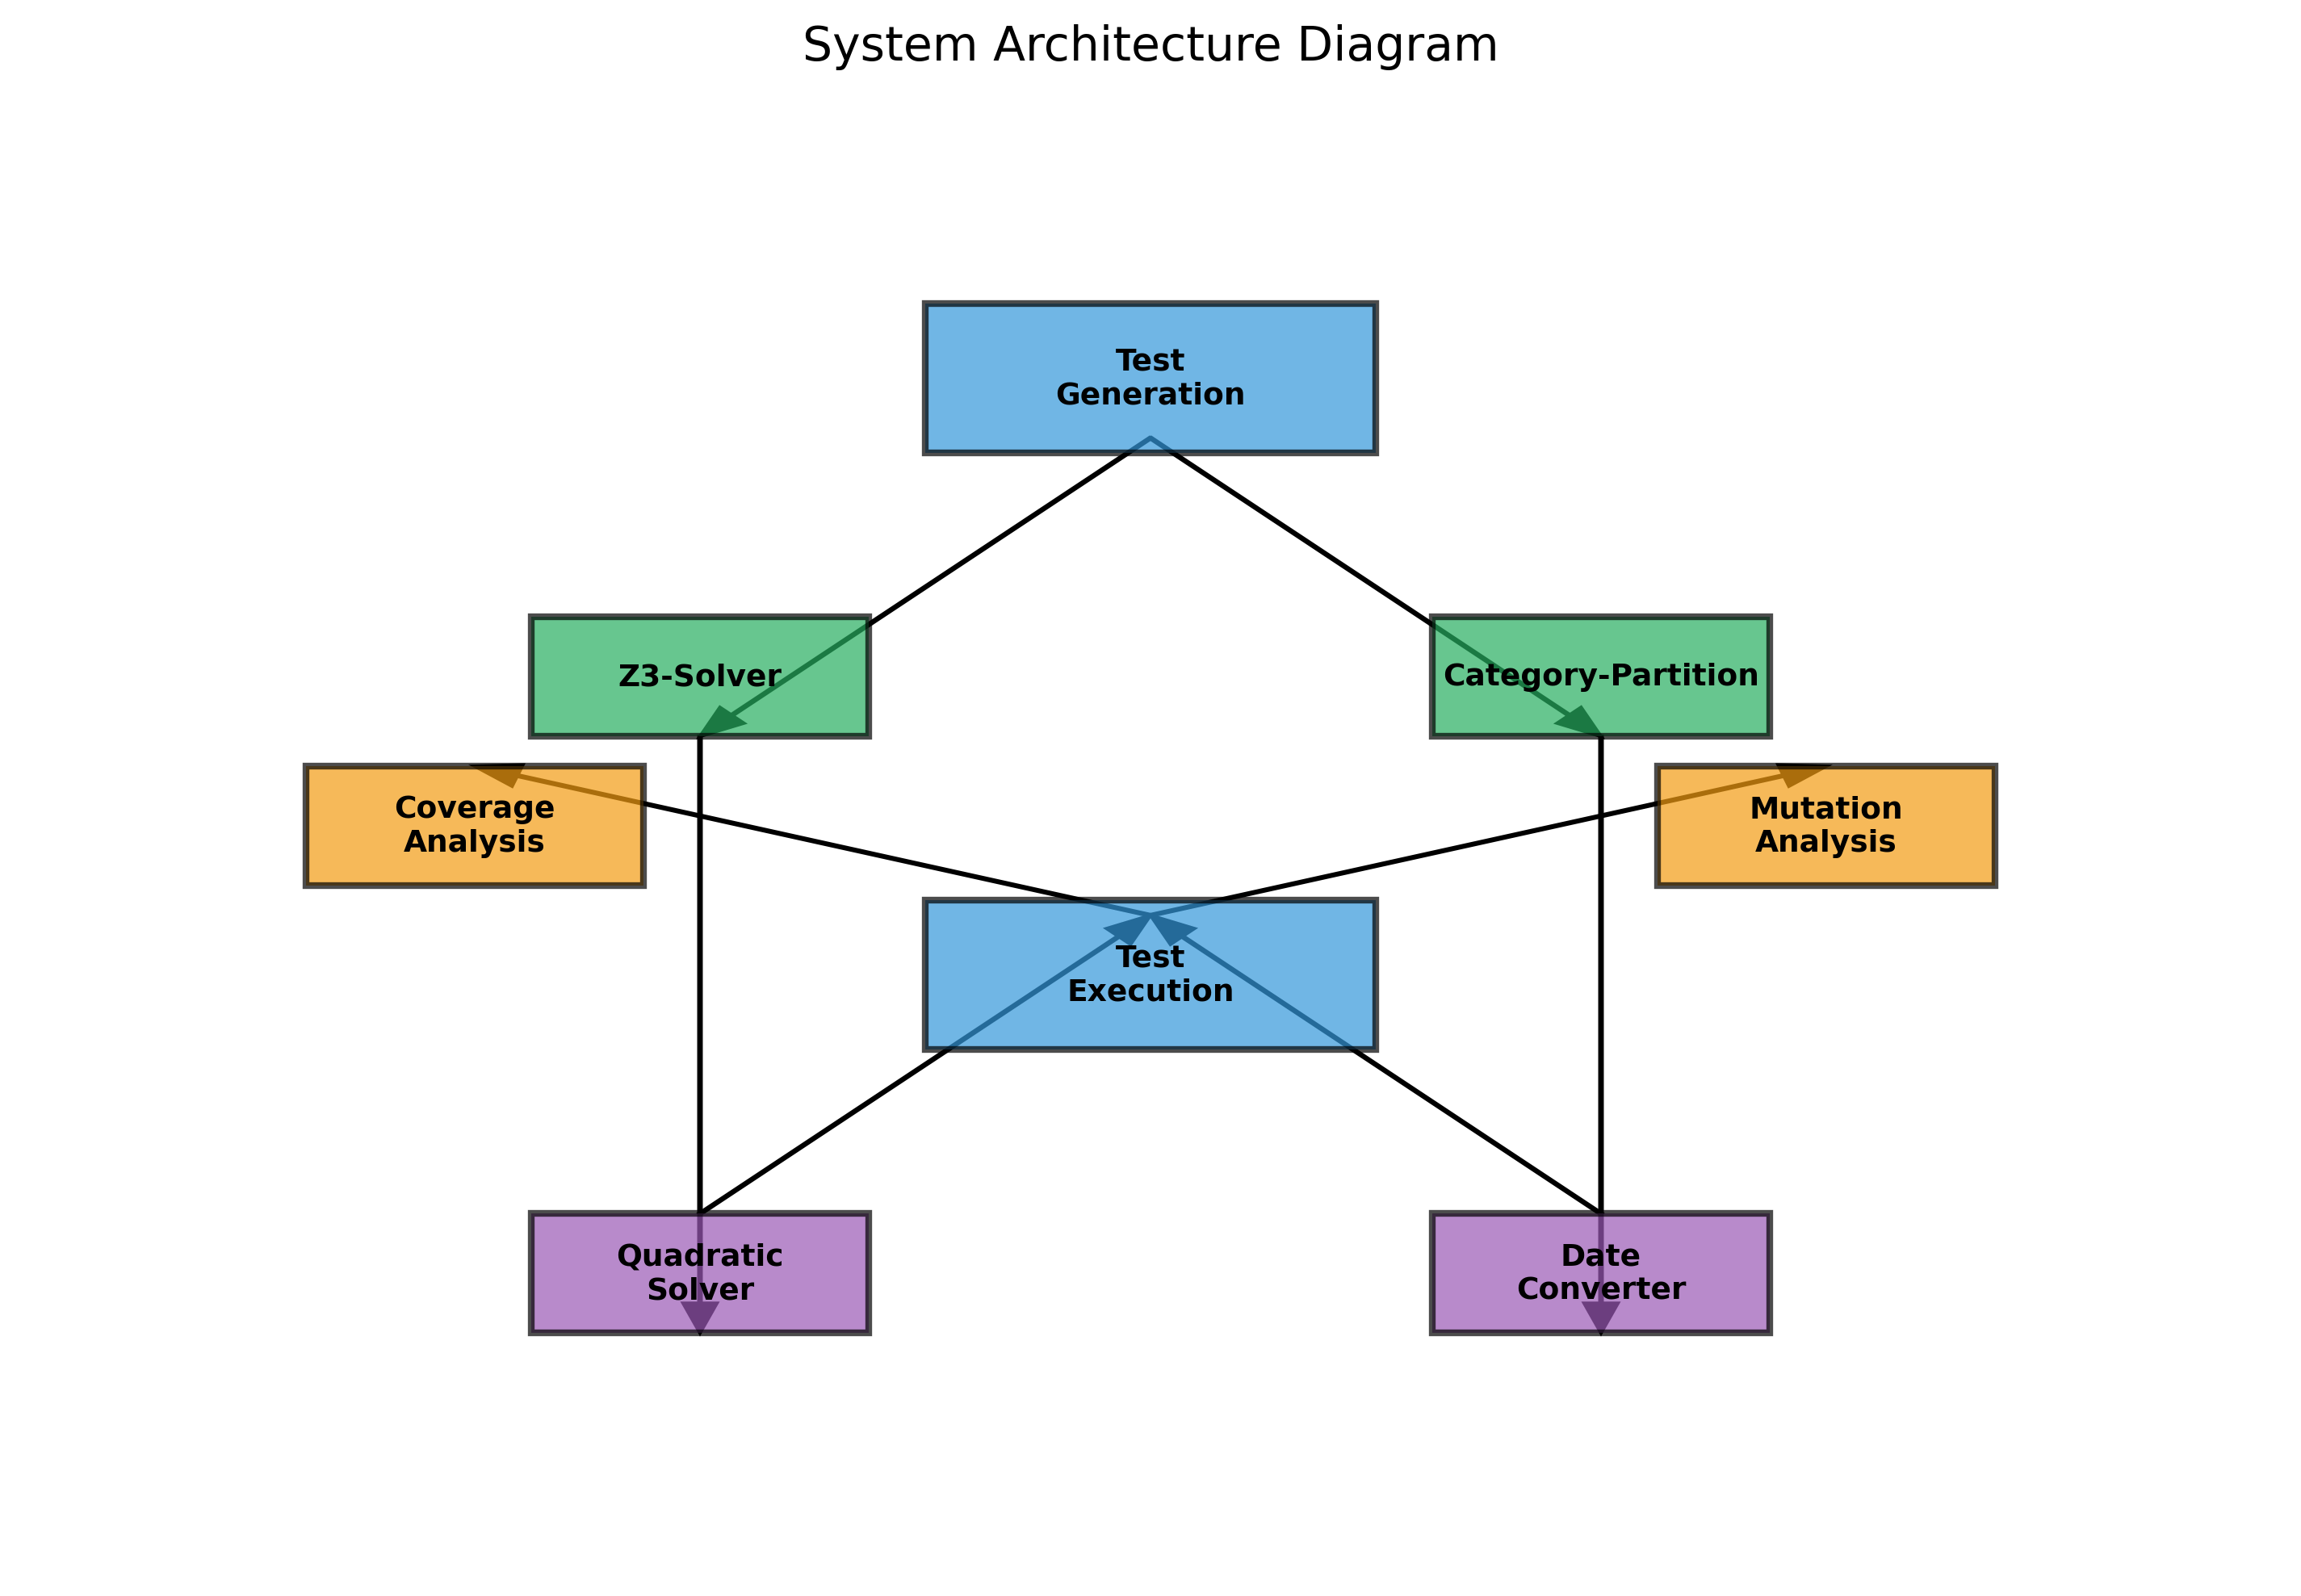 System Architecture Diagram
Test
Generation
Z3-Solver
Category-Partition
Coverage
Analysis
Mutation
Analysis
Test
Execution
Quadratic
Solver
Date
Converter